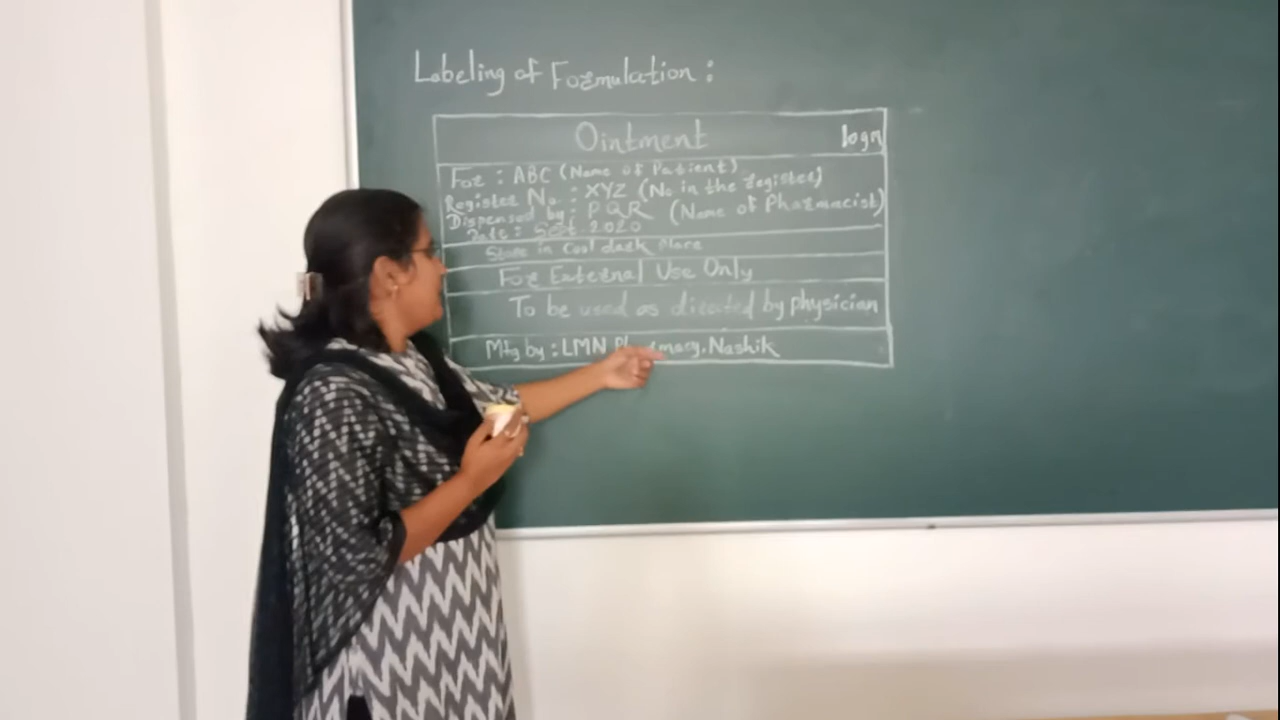 Labeling of Formulation :
Ointment 10gm
For : ABC (Name of Patient)
Register No. : XYZ (No in the register)
Dispensed by : PQR (Name of Pharmacist)
Date : Sept. 2020
Store in Cool dark Place
For External Use Only
To be used as directed by physician
Mfg by : LMN Pharmacy, Nashik